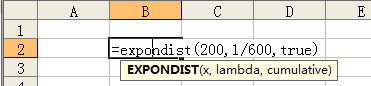 A B C D E
1
2 =expondist(200,1/600,true)
EXPONDIST(x, lambda, cumulative)
3
4